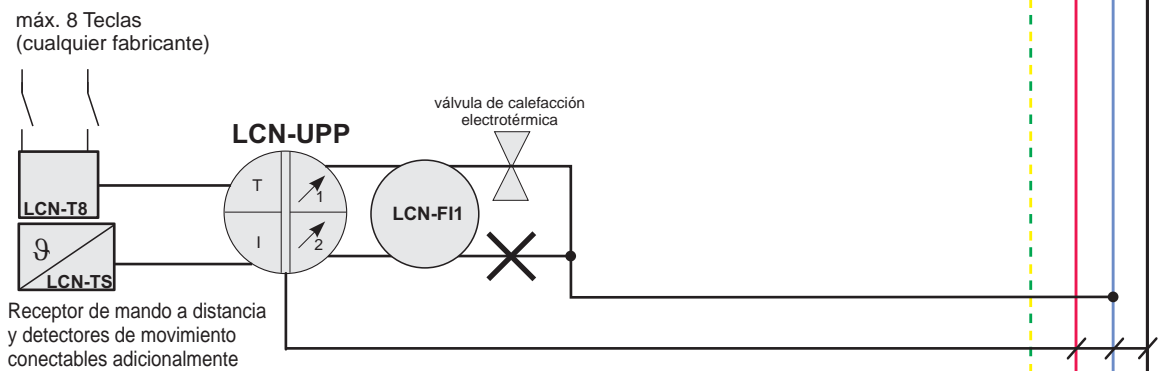 máx. 8 Teclas
(cualquier fabricante)
válvula de calefacción
electrotérmica
LCN-UPP
T
1
LCN-T8
LCN-FI1
I
2
ϑ
LCN-TS
Receptor de mando a distancia
y detectores de movimiento
conectables adicionalmente